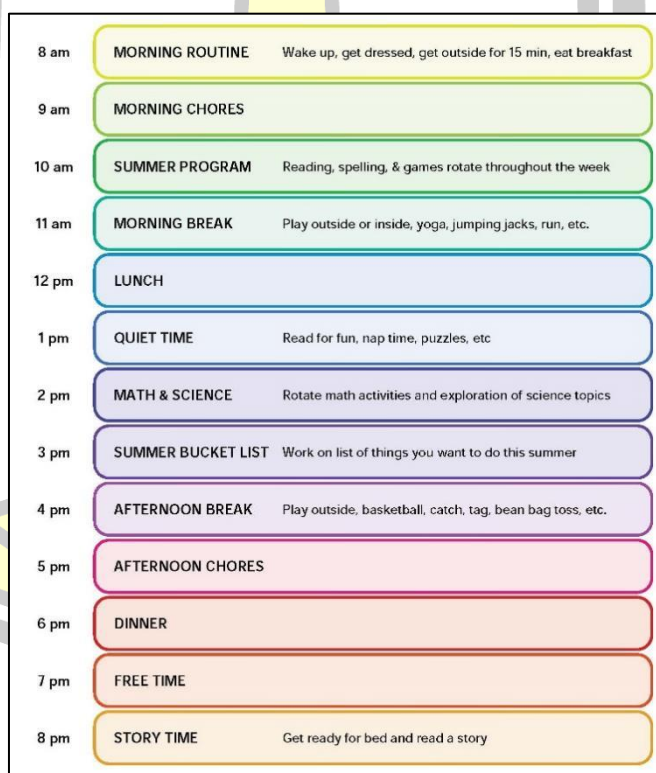 8 am MORNING ROUTINE Wake up, get dressed, get outside for 15 min, eat breakfast
9 am MORNING CHORES
10 am SUMMER PROGRAM Reading, spelling, & games rotate throughout the week
11 am MORNING BREAK Play outside or inside, yoga, jumping jacks, run, etc.
12 pm LUNCH
1 pm QUIET TIME Read for fun, nap time, puzzles, etc
2 pm MATH & SCIENCE Rotate math activities and exploration of science topics
3 pm SUMMER BUCKET LIST Work on list of things you want to do this summer
4 pm AFTERNOON BREAK Play outside, basketball, catch, tag, bean bag toss, etc.
5 pm AFTERNOON CHORES
6 pm DINNER
7 pm FREE TIME
8 pm STORY TIME Get ready for bed and read a story